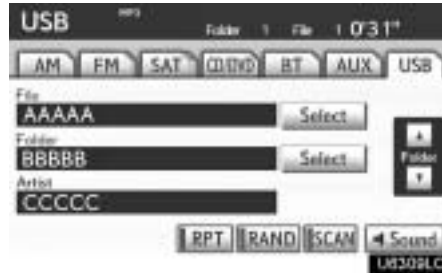 USB MP3 Folder 1 File 1 0'31"
AM FM SAT CD/DVD BT AUX USB
File
AAAAA Select
Folder
BBBBB Select
Folder
Artist
CCCCC
RPT RAND SCAN Sound
U8309LC